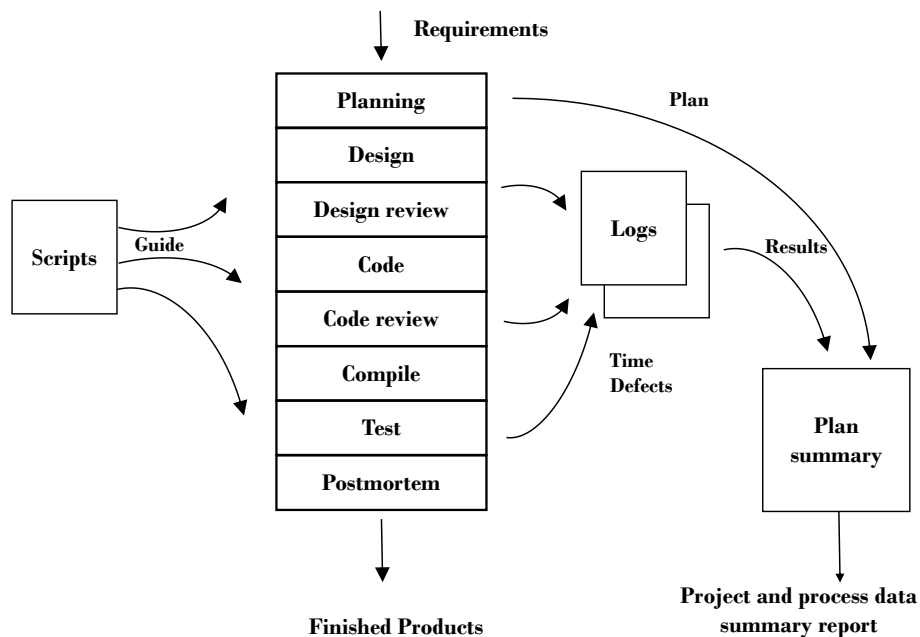 Requirements
Planning
Plan
Design
Design review
Logs
Scripts
Guide
Results
Code
Code review
Compile
Time
Defects
Test
Plan
summary
Postmortem
Finished Products
Project and process data
summary report